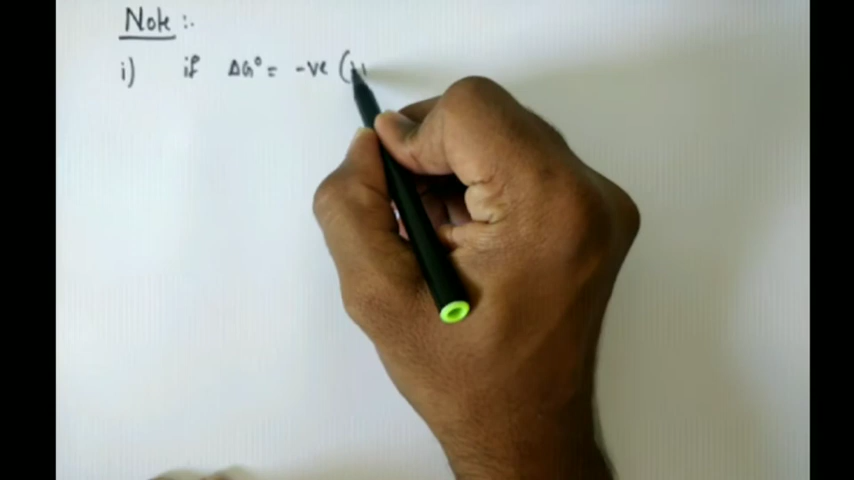 Note :-
i) if ΔG° = -ve (